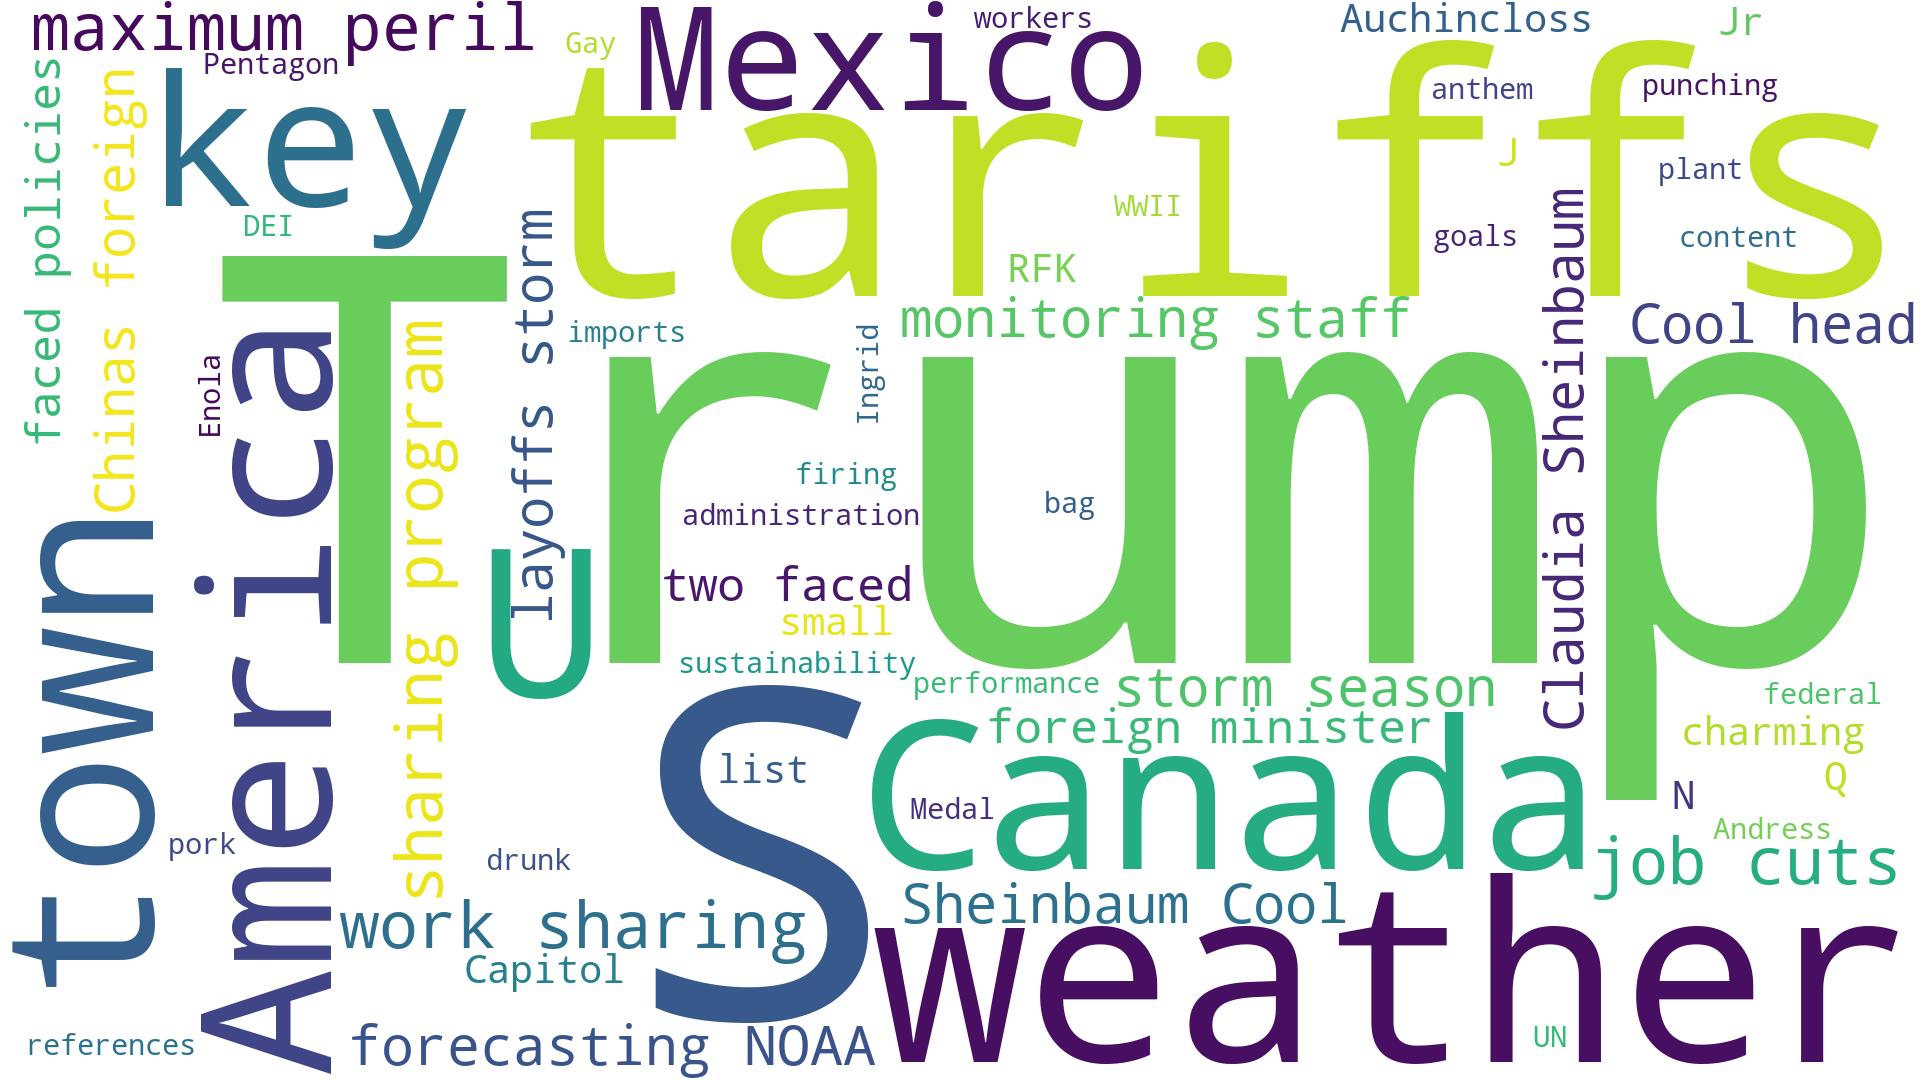 maximum peril
Mexico
workers
Auchincloss
Jr
Gay
Pentagon
key
tariffs
anthem
punching
J
plant
faced policies
Chinas foreign
DEI
WWII
goals
content
RFK
layoffs storm
Claudia Sheinbaum
monitoring staff
Cool head
imports
Ingrid
Enola
America
Trump
sharing program
firing
bag
administration
town
U
two faced
small
sustainability
performance
storm season
federal
foreign minister
charming
S
list
Canada
Q
N
Medal
Andress
pork
drunk
job cuts
work sharing
Sheinbaum Cool
weather
Capitol
references
forecasting NOAA
UN